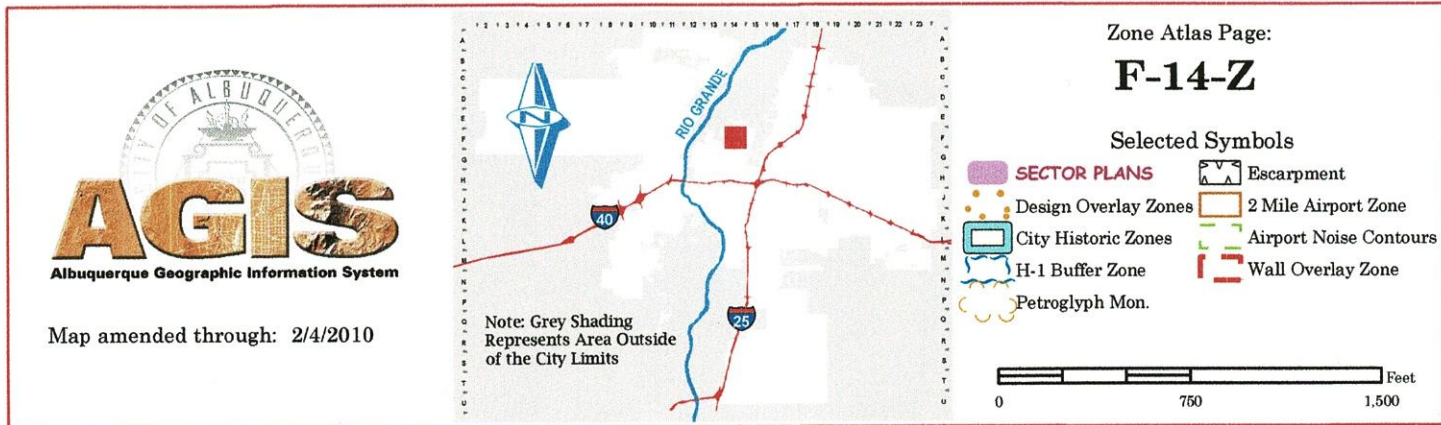 CITY OF ALBUQUERQUE
AGIS
Albuquerque Geographic Information System
Map amended through: 2/4/2010
N
RIO GRANDE
40
25
Note: Grey Shading
Represents Area Outside
of the City Limits
Zone Atlas Page:
F-14-Z
Selected Symbols
SECTOR PLANS
Design Overlay Zones
City Historic Zones
H-1 Buffer Zone
Petroglyph Mon.
Escarpment
2 Mile Airport Zone
Airport Noise Contours
Wall Overlay Zone
Feet
0 750 1,500